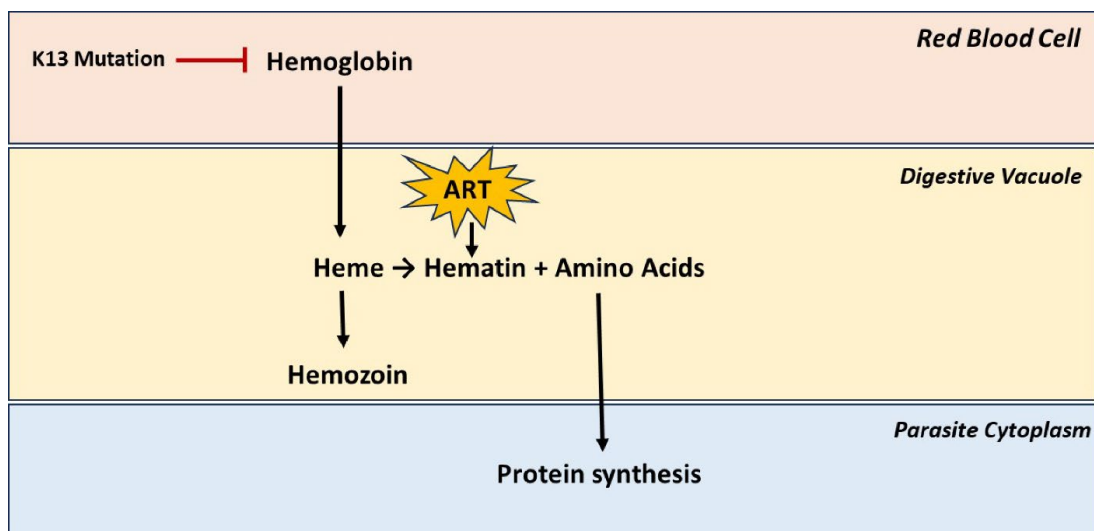 Red Blood Cell
K13 Mutation
Hemoglobin
Digestive Vacuole
ART
Heme → Hematin + Amino Acids
Hemozoin
Parasite Cytoplasm
Protein synthesis